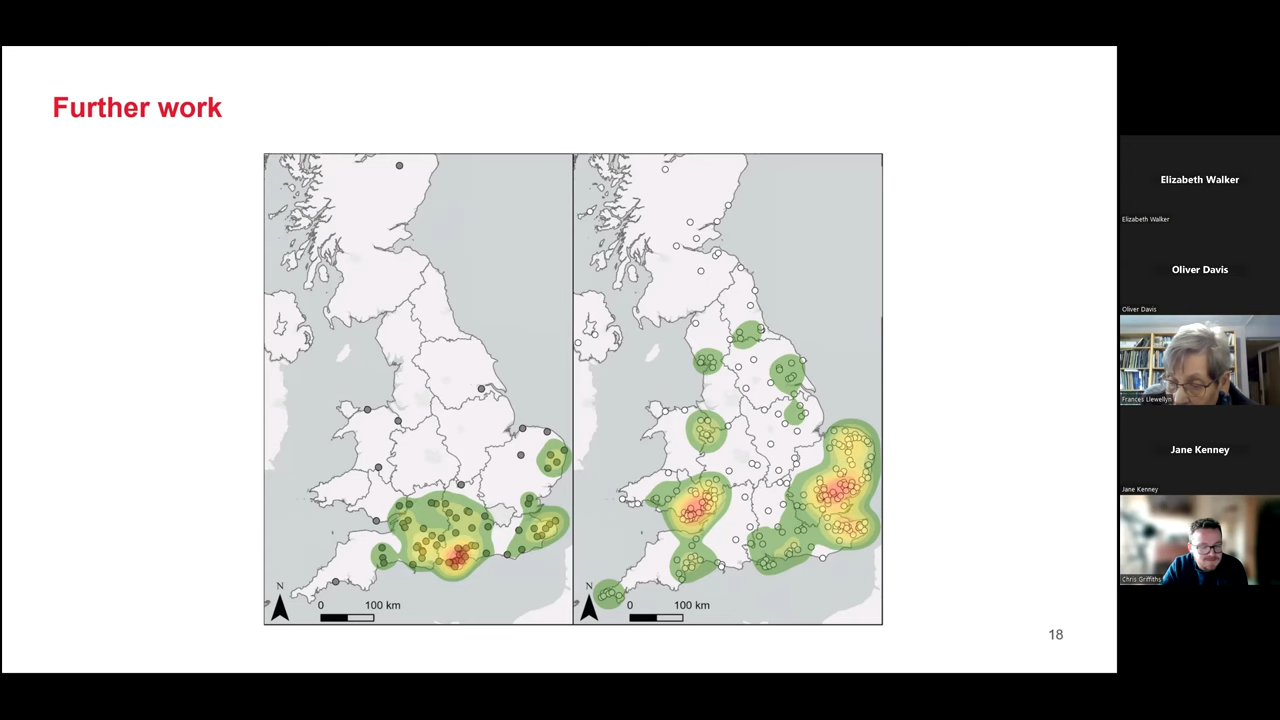 Further work
N
0 100 km
N
0 100 km
18
Elizabeth Walker
Elizabeth Walker
Oliver Davis
Oliver Davis
Frances Llewellyn
Jane Kenney
Jane Kenney
Chris Griffiths